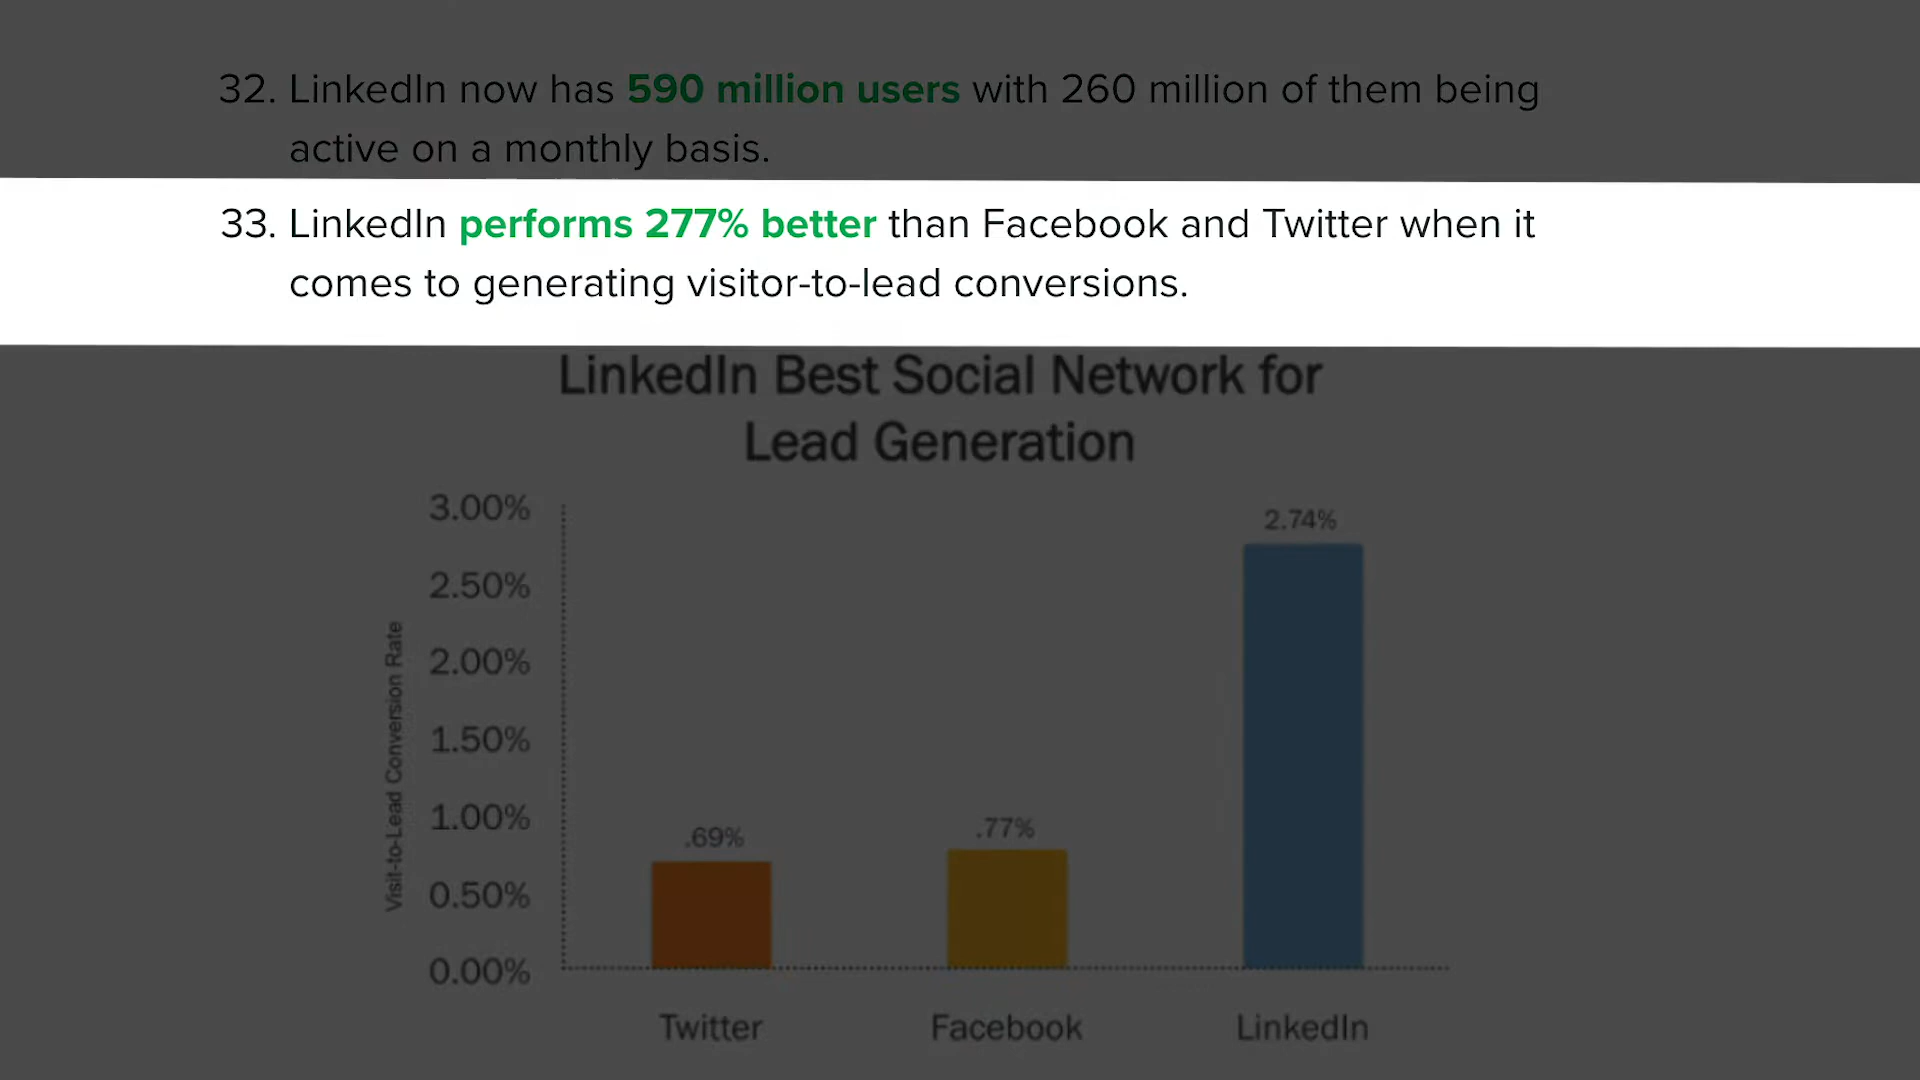 32. LinkedIn now has 590 million users with 260 million of them being
active on a monthly basis.
33. LinkedIn performs 277% better than Facebook and Twitter when it
comes to generating visitor-to-lead conversions.
LinkedIn Best Social Network for
Lead Generation
Visit-to-Lead Conversion Rate
3.00%
2.50%
2.00%
1.50%
1.00%
0.50%
0.00%
.69%
.77%
2.74%
Twitter
Facebook
LinkedIn